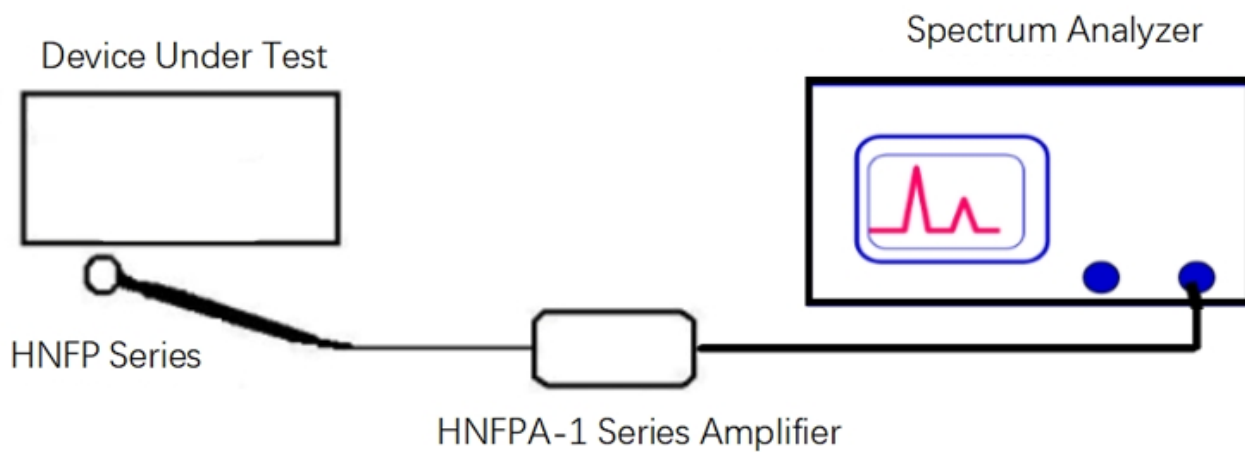 Spectrum Analyzer
Device Under Test
HNFP Series
HNFPA-1 Series Amplifier